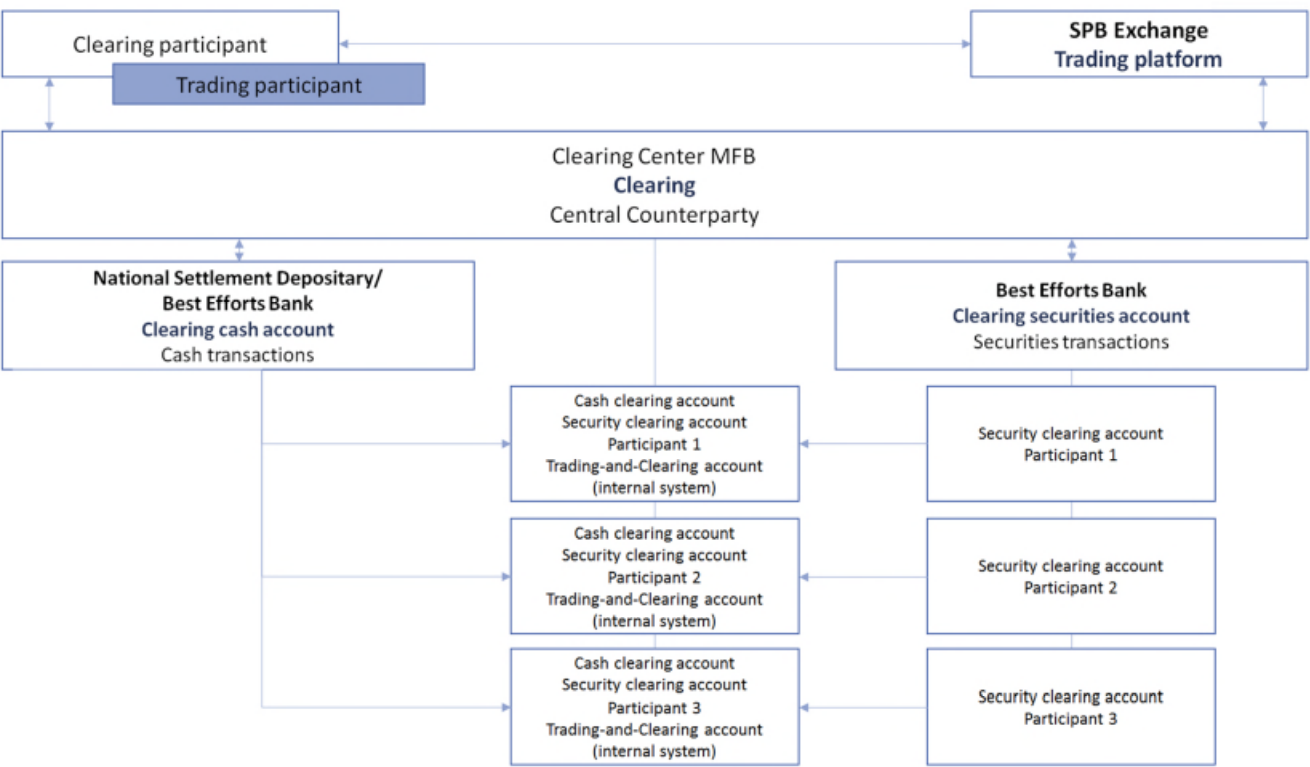 Clearing participant
Trading participant
SPB Exchange
Trading platform
Clearing Center MFB
Clearing
Central Counterparty
National Settlement Depositary/
Best Efforts Bank
Clearing cash account
Cash transactions
Best Efforts Bank
Clearing securities account
Securities transactions
Cash clearing account
Security clearing account
Participant 1
Trading-and-Clearing account
(internal system)
Security clearing account
Participant 1
Cash clearing account
Security clearing account
Participant 2
Trading-and-Clearing account
(internal system)
Security clearing account
Participant 2
Cash clearing account
Security clearing account
Participant 3
Trading-and-Clearing account
(internal system)
Security clearing account
Participant 3